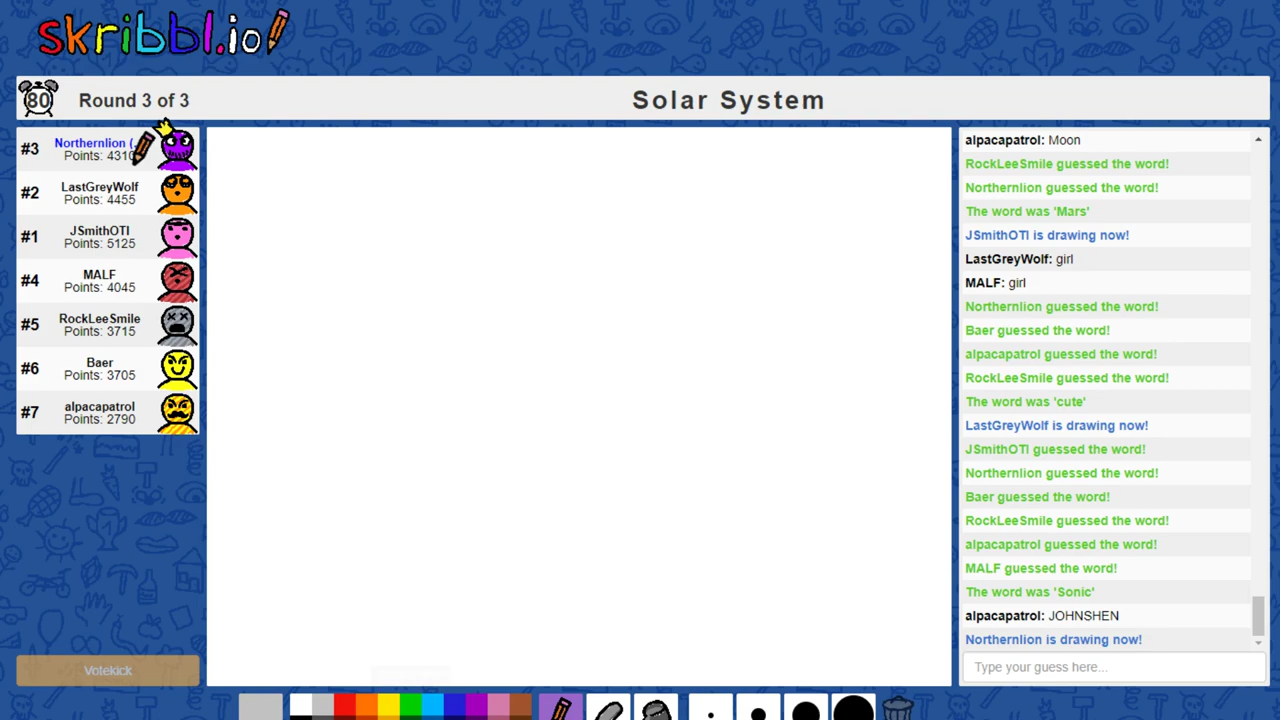 skribbl.io
80
Round 3 of 3
Solar System
#3
Northernlion (
Points: 4310
#2
LastGreyWolf
Points: 4455
#1
JSmithOTI
Points: 5125
#4
MALF
Points: 4045
#5
RockLeeSmile
Points: 3715
#6
Baer
Points: 3705
#7
alpacapatrol
Points: 2790
Votekick
alpacapatrol: Moon
RockLeeSmile guessed the word!
Northernlion guessed the word!
The word was 'Mars'
JSmithOTI is drawing now!
LastGreyWolf: girl
MALF: girl
Northernlion guessed the word!
Baer guessed the word!
alpacapatrol guessed the word!
RockLeeSmile guessed the word!
The word was 'cute'
LastGreyWolf is drawing now!
JSmithOTI guessed the word!
Northernlion guessed the word!
Baer guessed the word!
RockLeeSmile guessed the word!
alpacapatrol guessed the word!
MALF guessed the word!
The word was 'Sonic'
alpacapatrol: JOHNSHEN
Northernlion is drawing now!
Type your guess here...